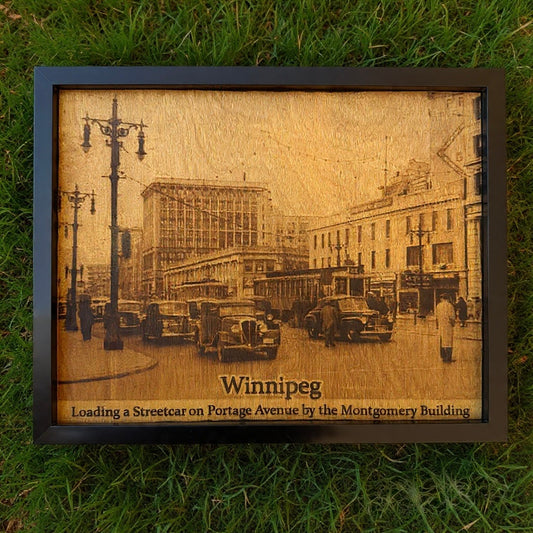 Winnipeg
Loading a Streetcar on Portage Avenue by the Montgomery Building